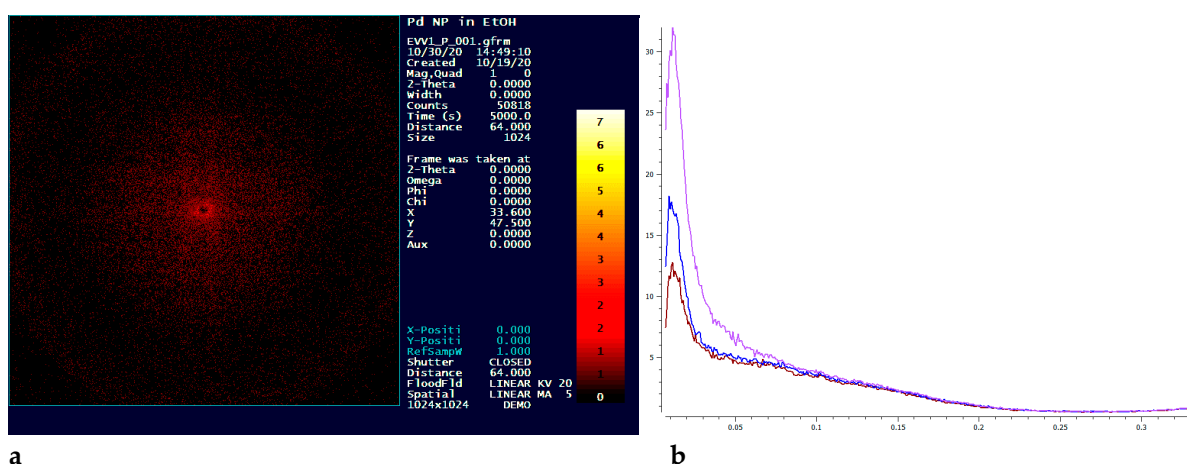 Pd NP in EtOH
EVV1_P_001.gfrm
10/30/20 14:49:10
Created 10/19/20
Mag,Quad 1 0
2-Theta 0.0000
Width 0.0000
Counts 50818
Time (s) 5000.0
Distance 64.000
Size 1024
Frame was taken at
2-Theta 0.0000
Omega 0.0000
Phi 0.0000
Chi 0.0000
X 33.600
Y 47.500
Z 0.0000
Aux 0.0000
X-Positi 0.000
Y-Positi 0.000
RefSampW 1.000
Shutter CLOSED
Distance 64.000
FloodFld LINEAR KV 20
Spatial LINEAR MA 5
1024x1024 DEMO
7
6
6
5
4
4
3
3
2
2
1
1
0
a
30
25
20
15
10
5
0.05 0.1 0.15 0.2 0.25 0.3
b